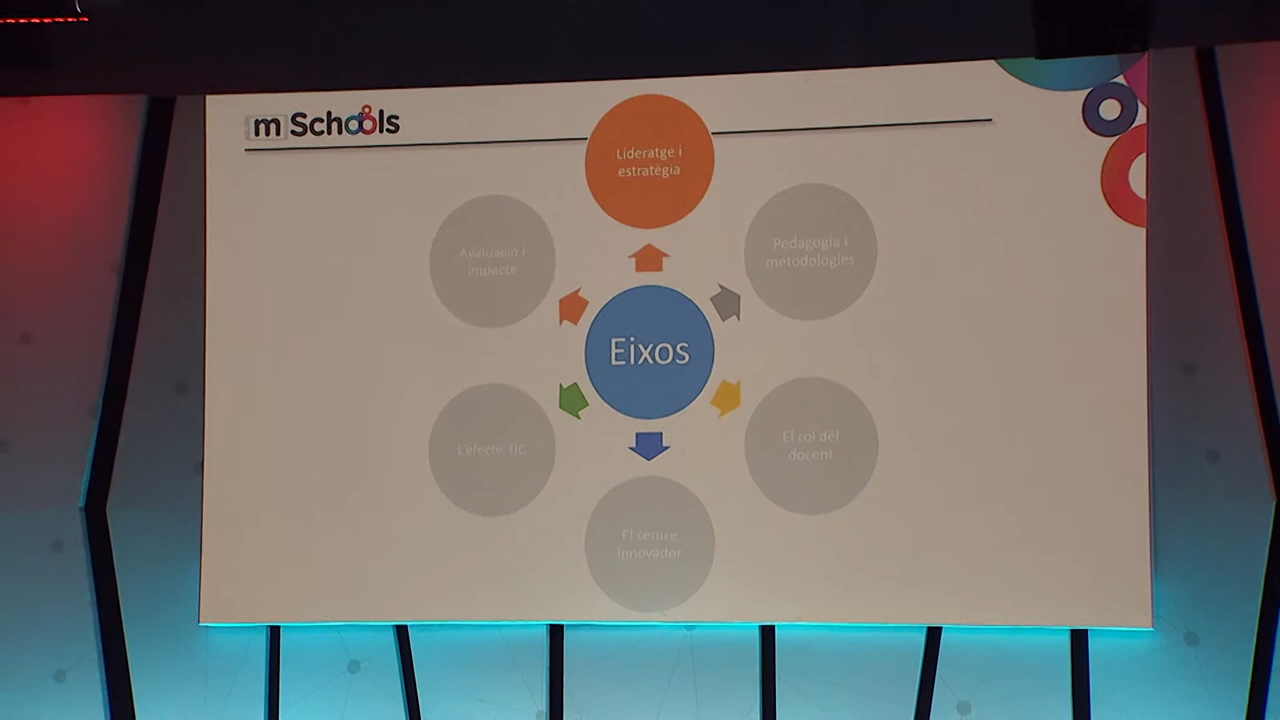 mSchools
Lideratge i
estratègia
Pedagogia i
metodologies
El rol del
docent
El centre
innovador
L'efecte TIC
Avaluació i
impacte
Eixos